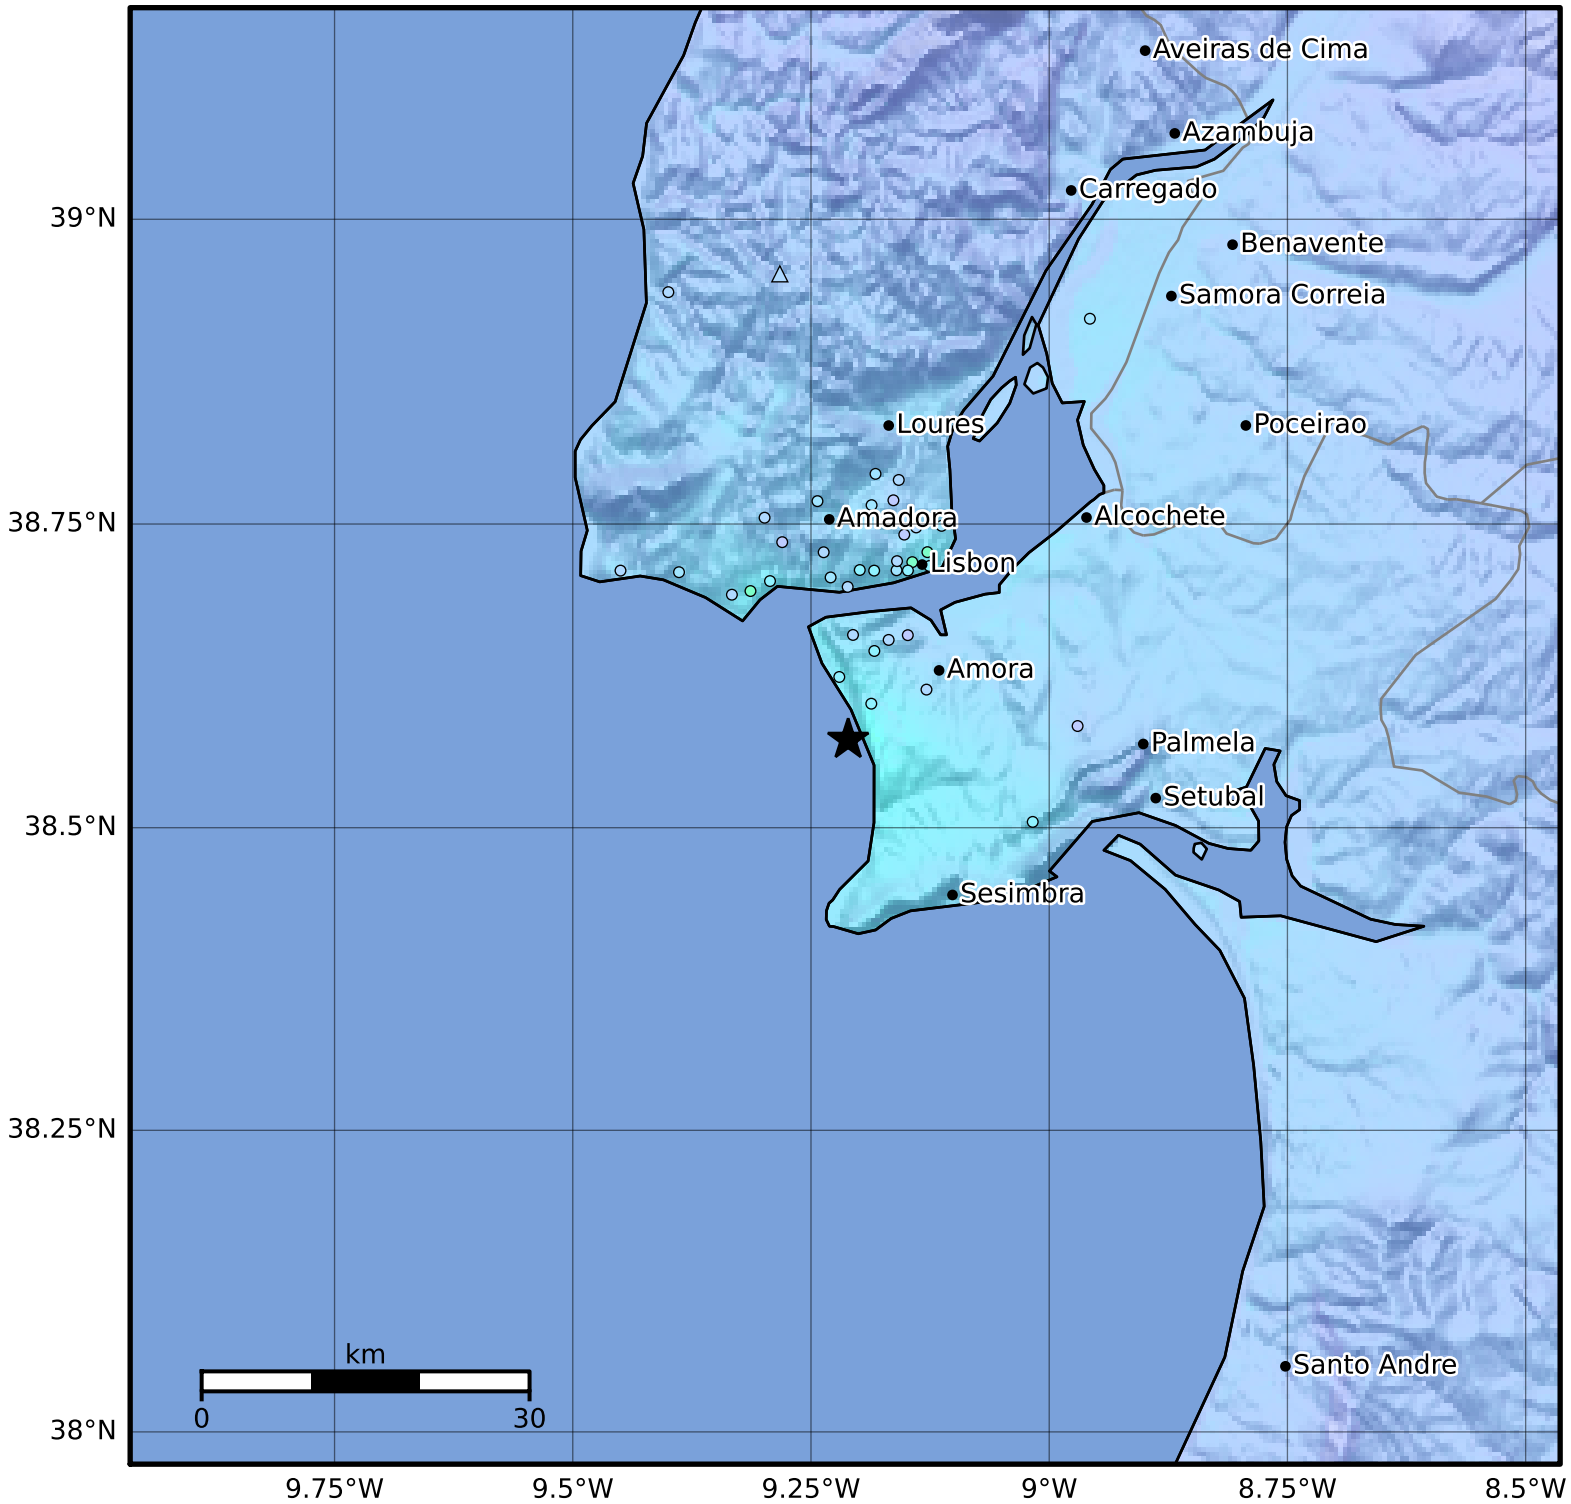 Aveiras de Cima
Azambuja
Carregado
39°N
Benavente
Samora Correia
Loures
Poceirao
38.75°N
Amadora
Alcochete
Lisbon
Amora
Palmela
Setubal
38.5°N
Sesimbra
38.25°N
km
Santo Andre
0
30
38°N
9.75°W
9.5°W
9.25°W
9°W
8.75°W
8.5°W